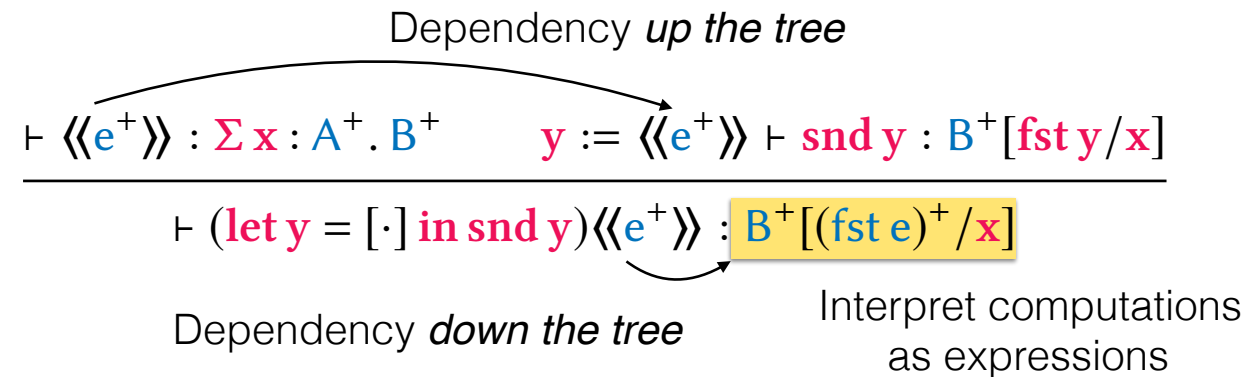 Dependency up the tree
⊢ ⟪e⁺⟫ : Σ x : A⁺ . B⁺ y := ⟪e⁺⟫ ⊢ snd y : B⁺[fst y/x]
⊢ (let y = [·] in snd y)⟪e⁺⟫ : B⁺[(fst e)⁺/x]
Dependency down the tree
Interpret computations
as expressions